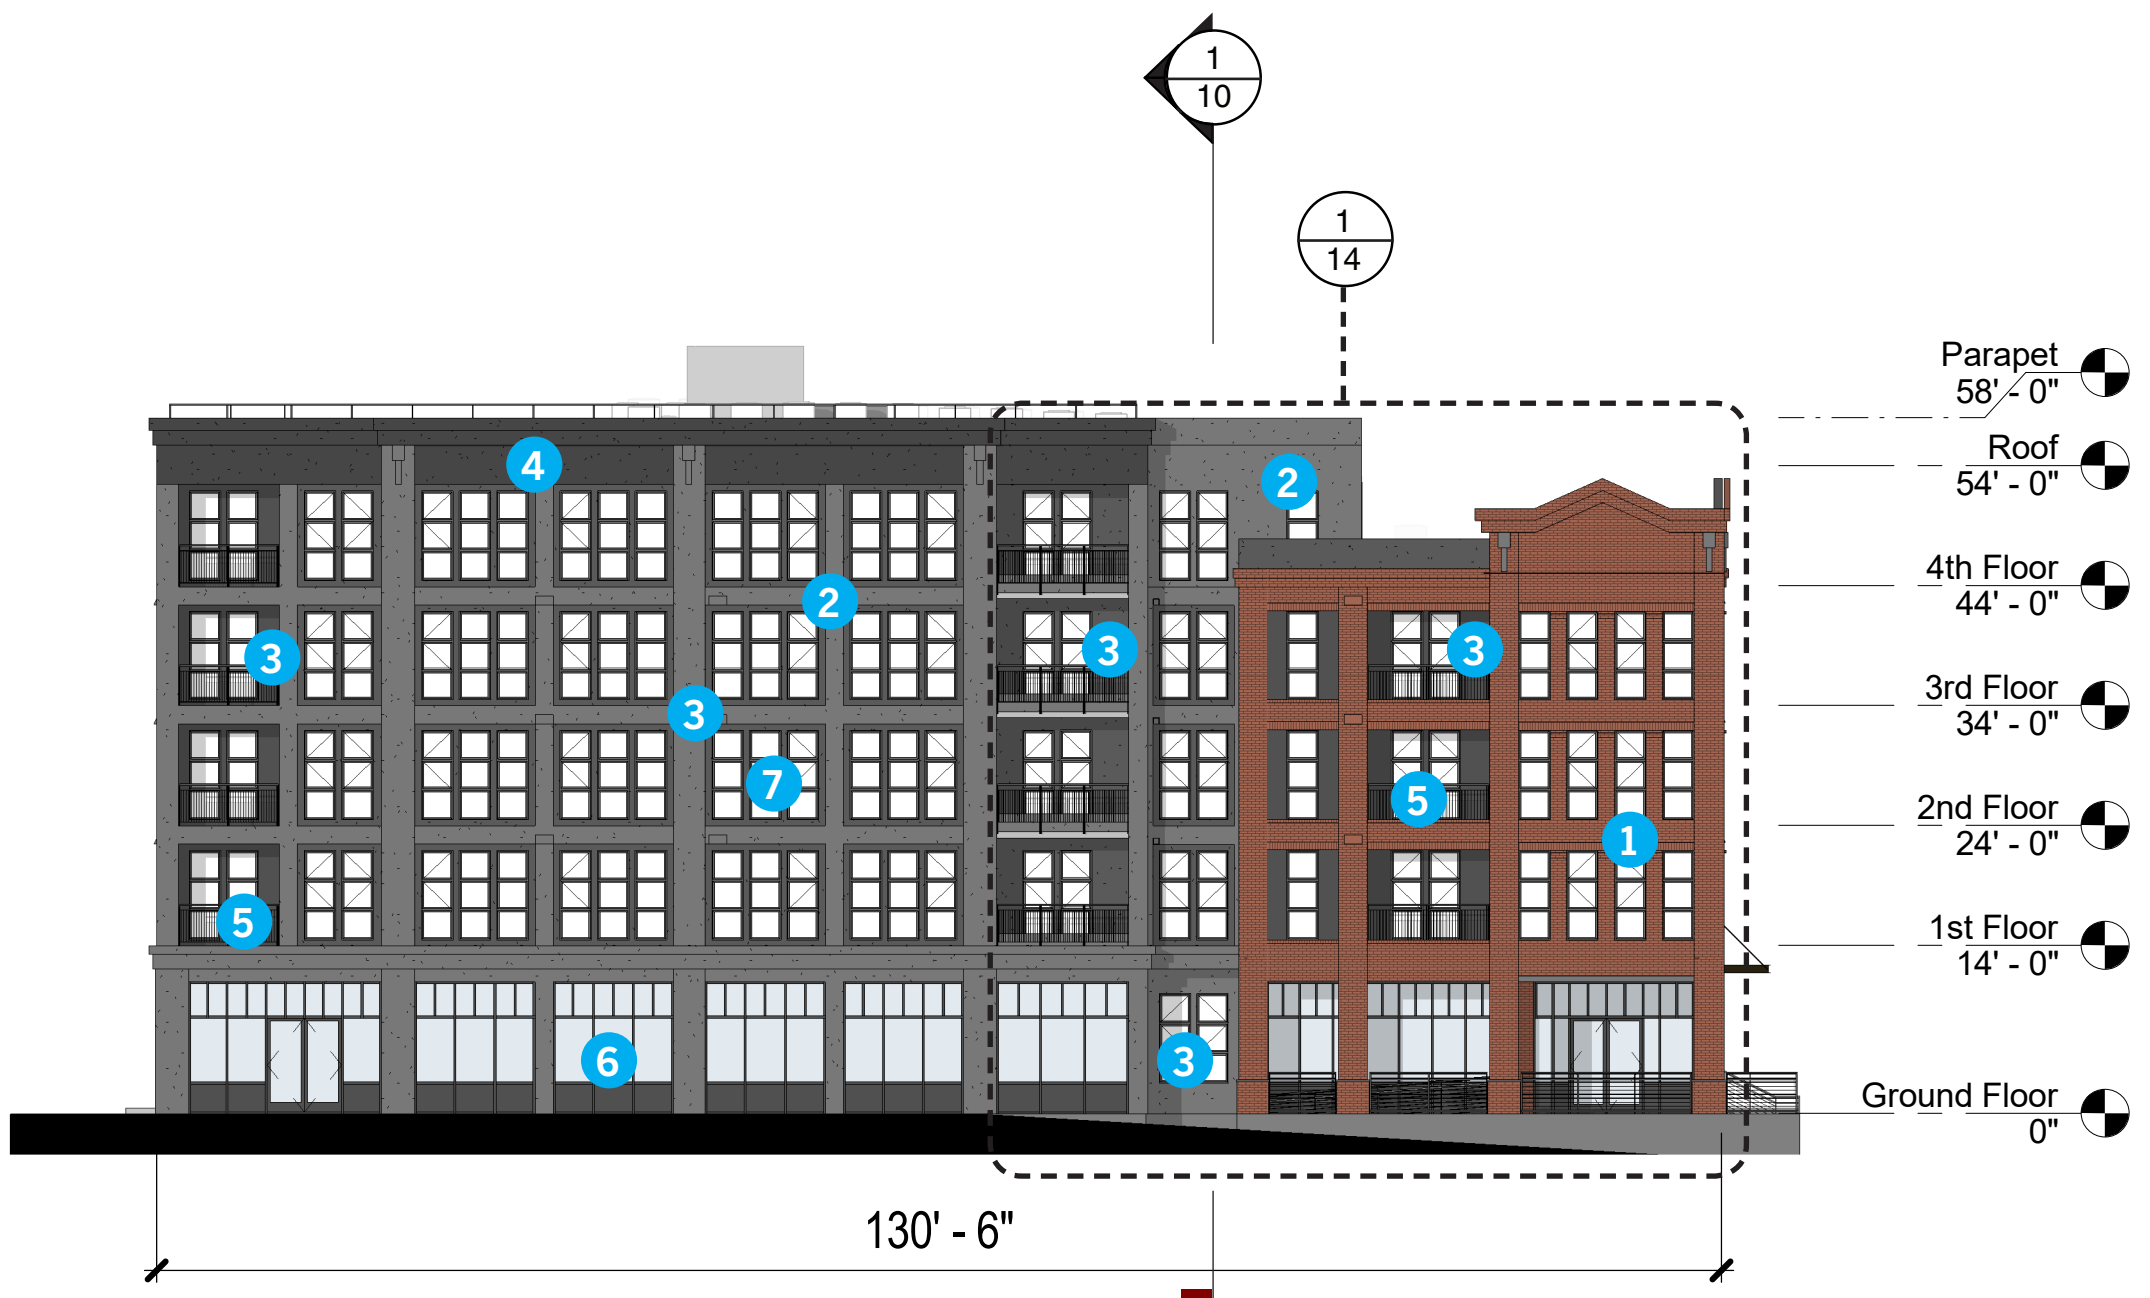 1
10
1
14
Parapet
58' - 0"
Roof
54' - 0"
4th Floor
44' - 0"
3rd Floor
34' - 0"
2nd Floor
24' - 0"
1st Floor
14' - 0"
Ground Floor
0"
4
2
2
3
3
3
3
7
5
1
5
6
3
130' - 6"